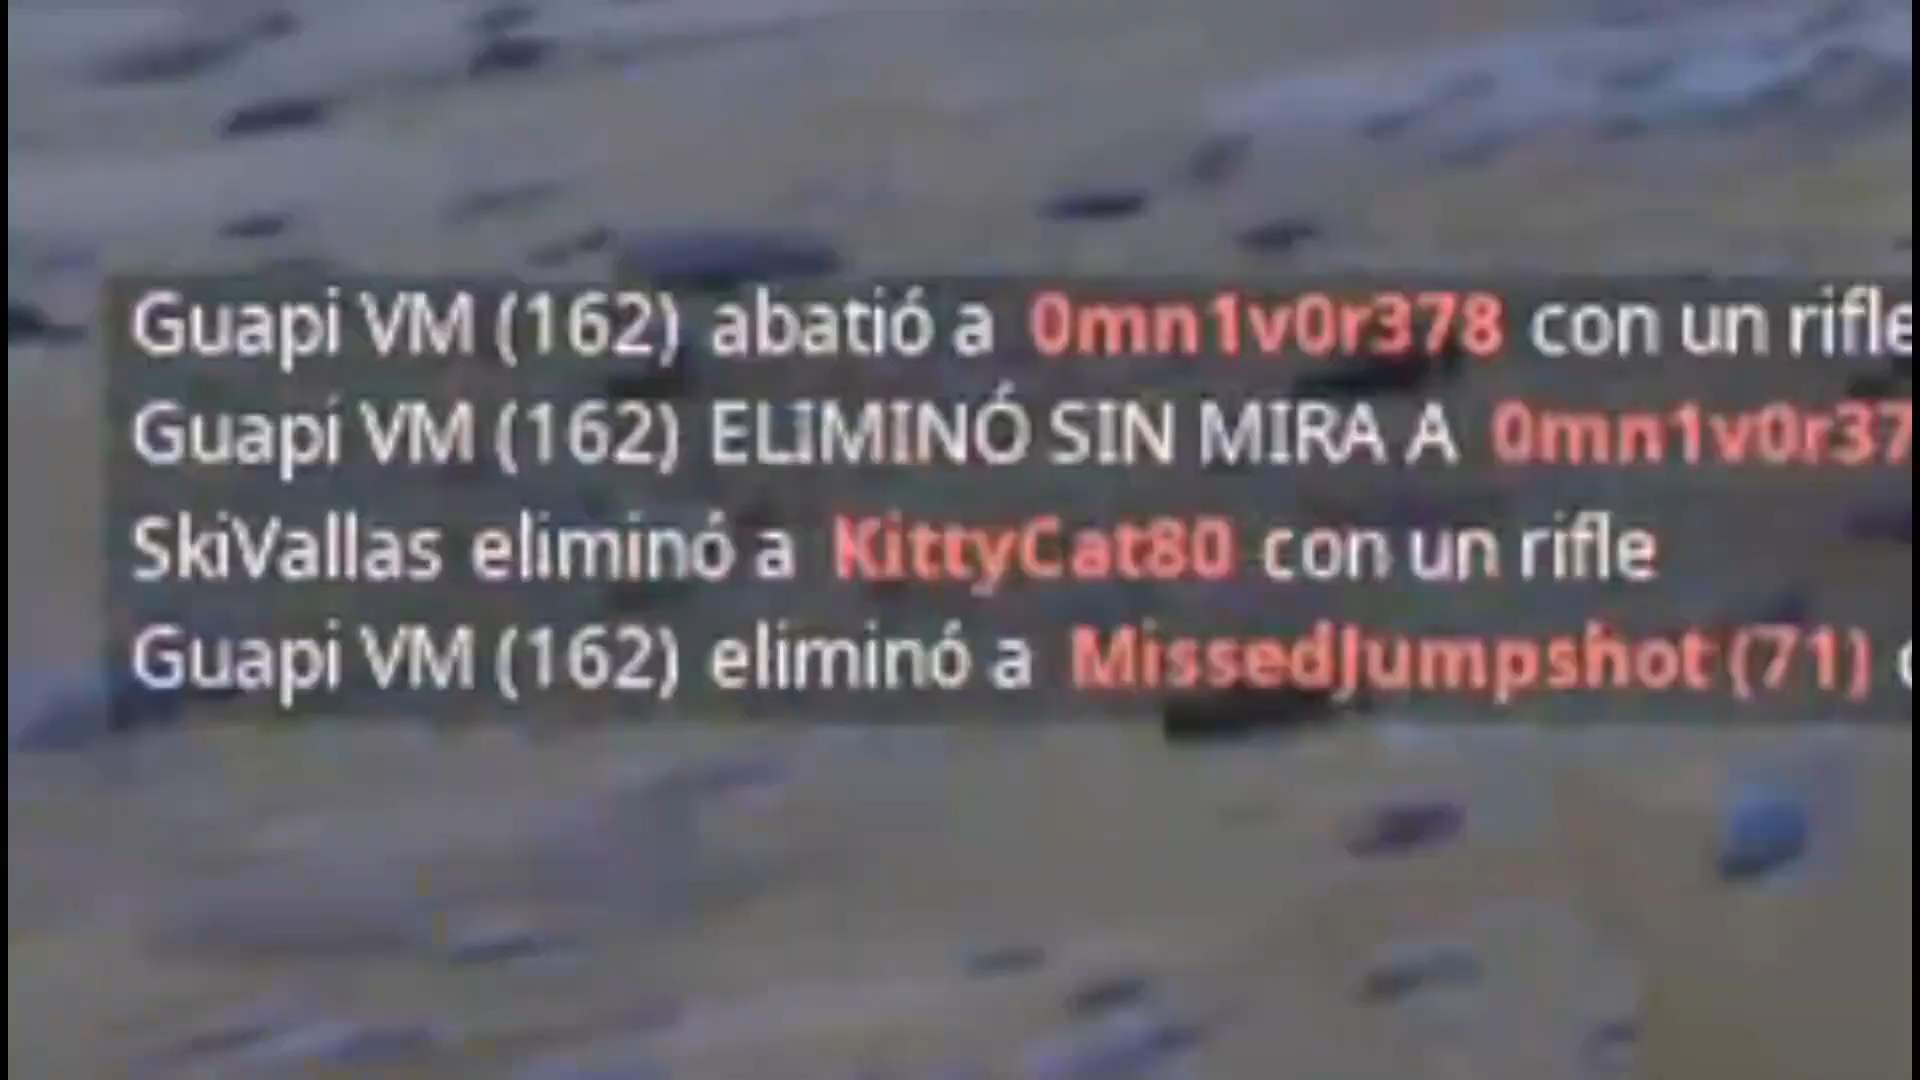 Guapi VM (162) abatió a 0mn1v0r378 con un rifle
Guapi VM (162) ELIMINÓ SIN MIRA A 0mn1v0r37
SkiVallas eliminó a KittyCat80 con un rifle
Guapi VM (162) eliminó a MissedJumpshot (71)